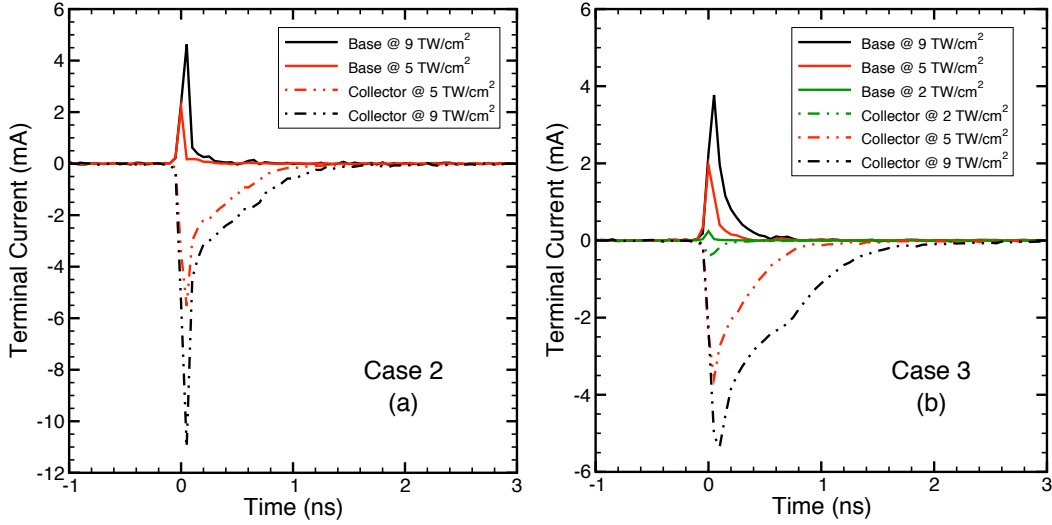 Terminal Current (mA)
6
4
2
0
-2
-4
-6
-8
-10
-12
Base @ 9 TW/cm²
Base @ 5 TW/cm²
Collector @ 5 TW/cm²
Collector @ 9 TW/cm²
Case 2
(a)
-1
0
1
2
3
Time (ns)
Terminal Current (mA)
6
4
2
0
-2
-4
-6
Base @ 9 TW/cm²
Base @ 5 TW/cm²
Base @ 2 TW/cm²
Collector @ 2 TW/cm²
Collector @ 5 TW/cm²
Collector @ 9 TW/cm²
Case 3
(b)
-1
0
1
2
3
Time (ns)